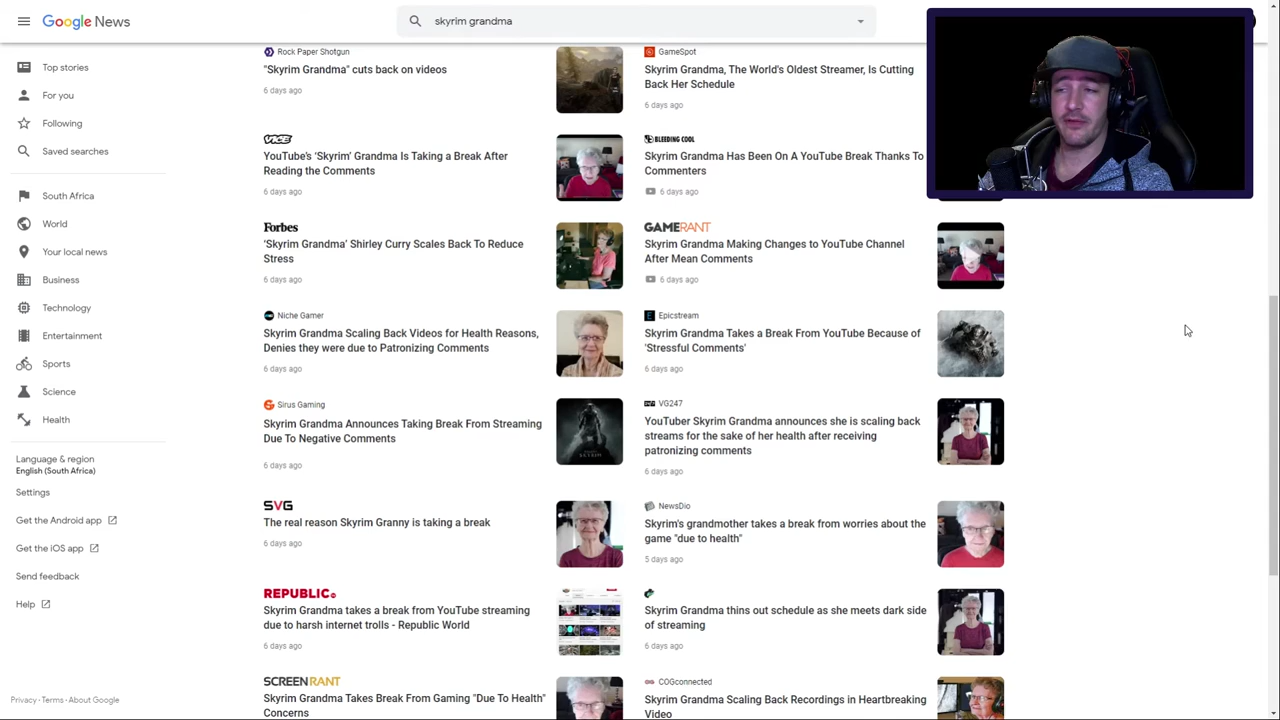 Google News
skyrim grandma
Top stories
For you
Following
Saved searches
South Africa
World
Your local news
Business
Technology
Entertainment
Sports
Science
Health
Language & region
English (South Africa)
Settings
Get the Android app
Get the iOS app
Send feedback
Help
Privacy · Terms · About Google
Rock Paper Shotgun
"Skyrim Grandma" cuts back on videos
6 days ago
GameSpot
Skyrim Grandma, The World's Oldest Streamer, Is Cutting
Back Her Schedule
6 days ago
VICE
YouTube's 'Skyrim' Grandma Is Taking a Break After
Reading the Comments
6 days ago
BLEEDING COOL
Skyrim Grandma Has Been On A YouTube Break Thanks To
Commenters
6 days ago
Forbes
'Skyrim Grandma' Shirley Curry Scales Back To Reduce
Stress
6 days ago
GAMERANT
Skyrim Grandma Making Changes to YouTube Channel
After Mean Comments
6 days ago
Niche Gamer
Skyrim Grandma Scaling Back Videos for Health Reasons,
Denies they were due to Patronizing Comments
6 days ago
Epicstream
Skyrim Grandma Takes a Break From YouTube Because of
'Stressful Comments'
6 days ago
Sirus Gaming
Skyrim Grandma Announces Taking Break From Streaming
Due To Negative Comments
6 days ago
VG247
YouTuber Skyrim Grandma announces she is scaling back
streams for the sake of her health after receiving
patronizing comments
6 days ago
SVG
The real reason Skyrim Granny is taking a break
6 days ago
NewsDio
Skyrim's grandmother takes a break from worries about the
game "due to health"
5 days ago
REPUBLIC
Skyrim Grandma takes a break from YouTube streaming
due to harsh internet trolls - Republic World
6 days ago
Skyrim Grandma thins out schedule as she meets dark side
of streaming
6 days ago
SCREENRANT
Skyrim Grandma Takes Break From Gaming "Due To Health"
Concerns
COGconnected
Skyrim Grandma Scaling Back Recordings in Heartbreaking
Video